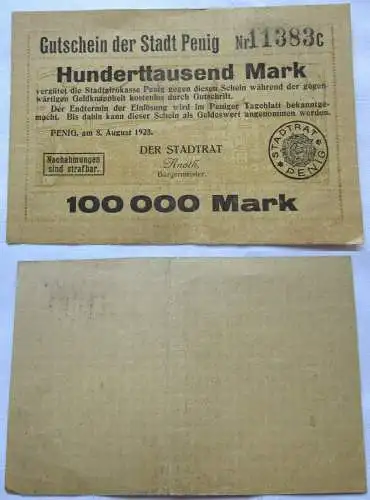 Gutschein der Stadt Penig Nr. 11383c
Hunderttausend Mark
vergütet die Stadtgirokasse Penig gegen diesen Schein während der gegen-
wärtigen Geldknappheit kostenlos durch Gutschrift.
Der Endtermin der Einlösung wird im Peniger Tageblatt bekanntge-
macht. Bis dahin kann dieser Schein als Geldeswert angenommen werden.
PENIG, am 8. August 1923.
DER STADTRAT
Bürgermeister.
Nachahmungen
sind strafbar.
STADTRAT
PENIG
100 000 Mark